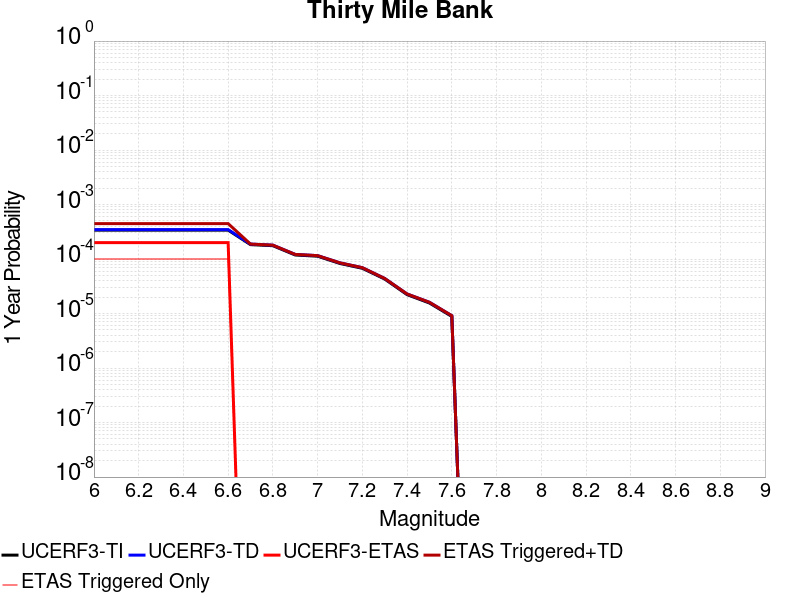 Thirty Mile Bank
10^0
10^-1
10^-2
10^-3
10^-4
10^-5
10^-6
10^-7
10^-8
1 Year Probability
6 6.2 6.4 6.6 6.8 7 7.2 7.4 7.6 7.8 8 8.2 8.4 8.6 8.8 9
Magnitude
UCERF3-TI UCERF3-TD UCERF3-ETAS ETAS Triggered+TD
ETAS Triggered Only